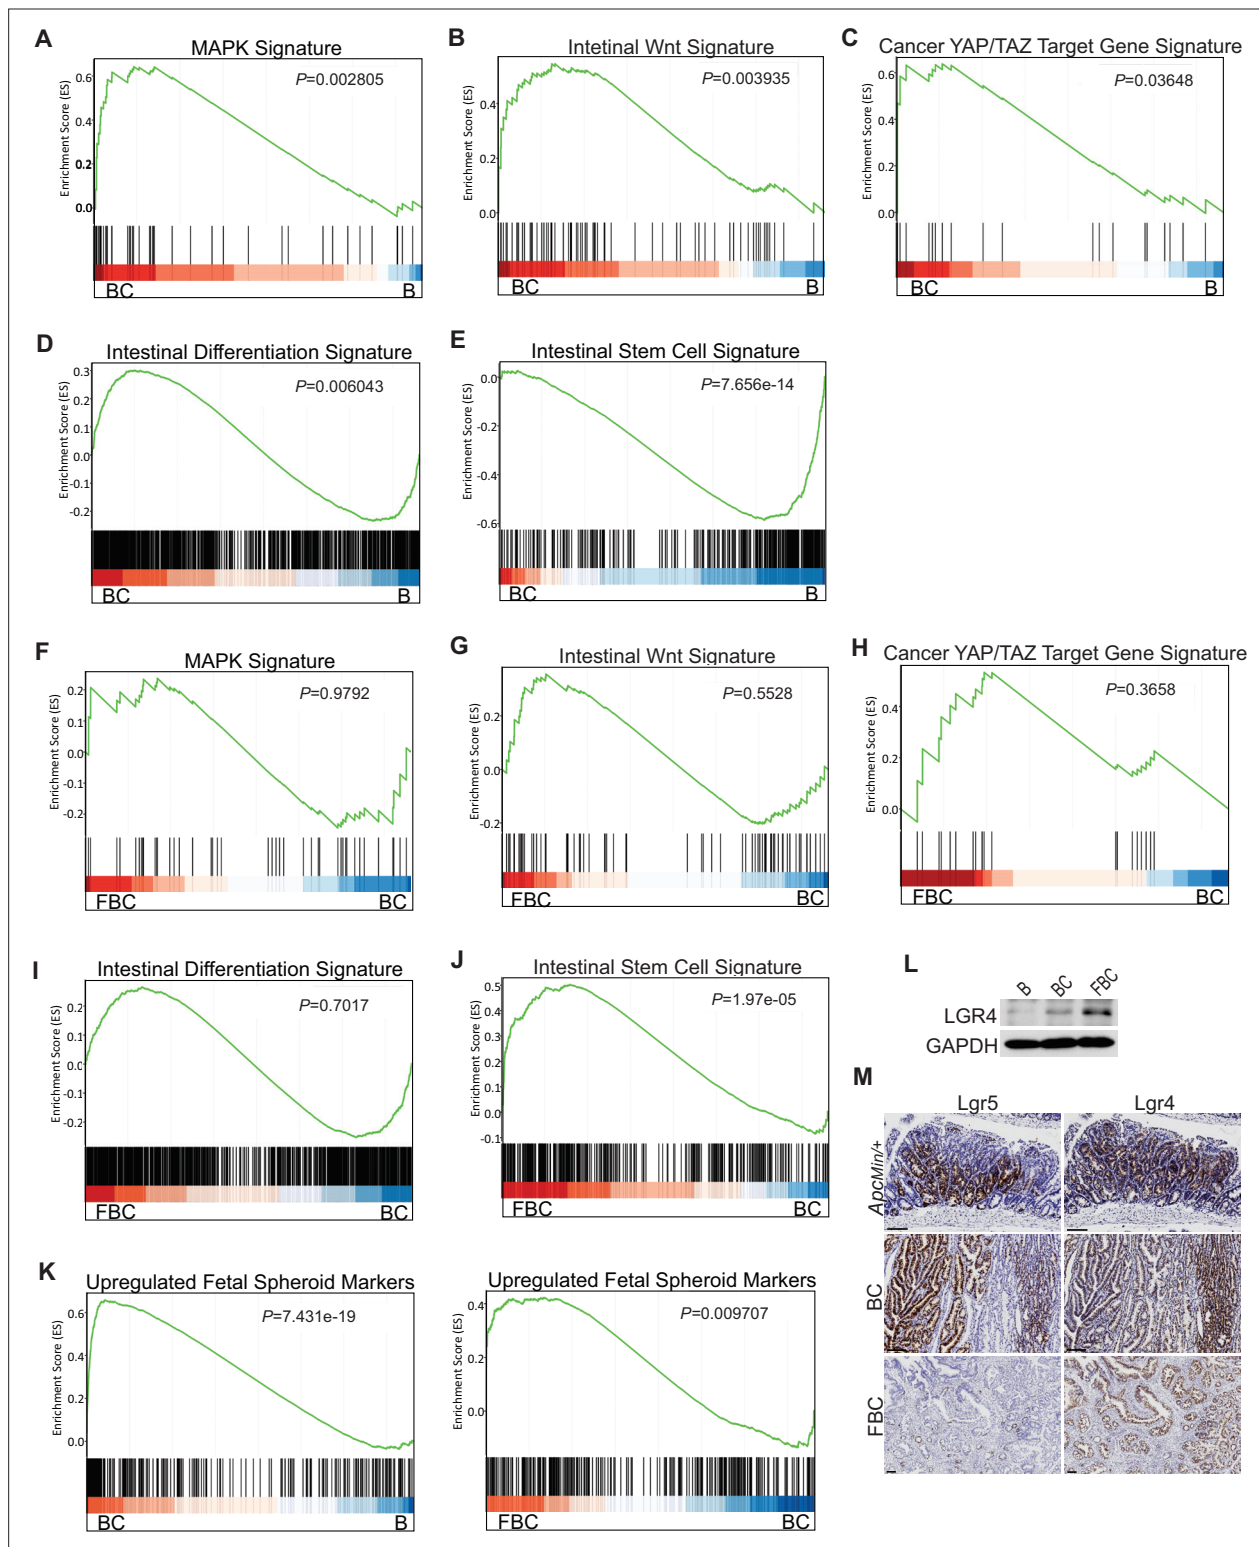 A
MAPK Signature
P=0.002805
Enrichment Score (ES)
0.6
0.4
0.2
0.0
BC B
B
Intetinal Wnt Signature
P=0.003935
Enrichment Score (ES)
0.4
0.2
0.0
BC B
C
Cancer YAP/TAZ Target Gene Signature
P=0.03648
Enrichment Score (ES)
0.6
0.4
0.2
0.0
BC B
D
Intestinal Differentiation Signature
P=0.006043
Enrichment Score (ES)
0.3
0.2
0.1
0.0
-0.1
-0.2
BC B
E
Intestinal Stem Cell Signature
P=7.656e-14
Enrichment Score (ES)
0.0
-0.2
-0.4
-0.6
BC B
F
MAPK Signature
P=0.9792
Enrichment Score (ES)
0.2
0.1
0.0
-0.1
-0.2
FBC BC
G
Intestinal Wnt Signature
P=0.5528
Enrichment Score (ES)
0.2
0.0
-0.2
FBC BC
H
Cancer YAP/TAZ Target Gene Signature
P=0.3658
Enrichment Score (ES)
0.4
0.2
0.0
FBC BC
I
Intestinal Differentiation Signature
P=0.7017
Enrichment Score (ES)
0.2
0.1
0.0
-0.1
-0.2
FBC BC
J
Intestinal Stem Cell Signature
P=1.97e-05
Enrichment Score (ES)
0.5
0.4
0.3
0.2
0.1
0.0
-0.1
FBC BC
K
Upregulated Fetal Spheroid Markers
P=7.431e-19
Enrichment Score (ES)
0.6
0.4
0.2
0.0
BC B
Upregulated Fetal Spheroid Markers
P=0.009707
Enrichment Score (ES)
0.4
0.2
0.0
FBC BC
L
B BC FBC
LGR4
GAPDH
M
Lgr5 Lgr4
ApcMin/+
BC
FBC